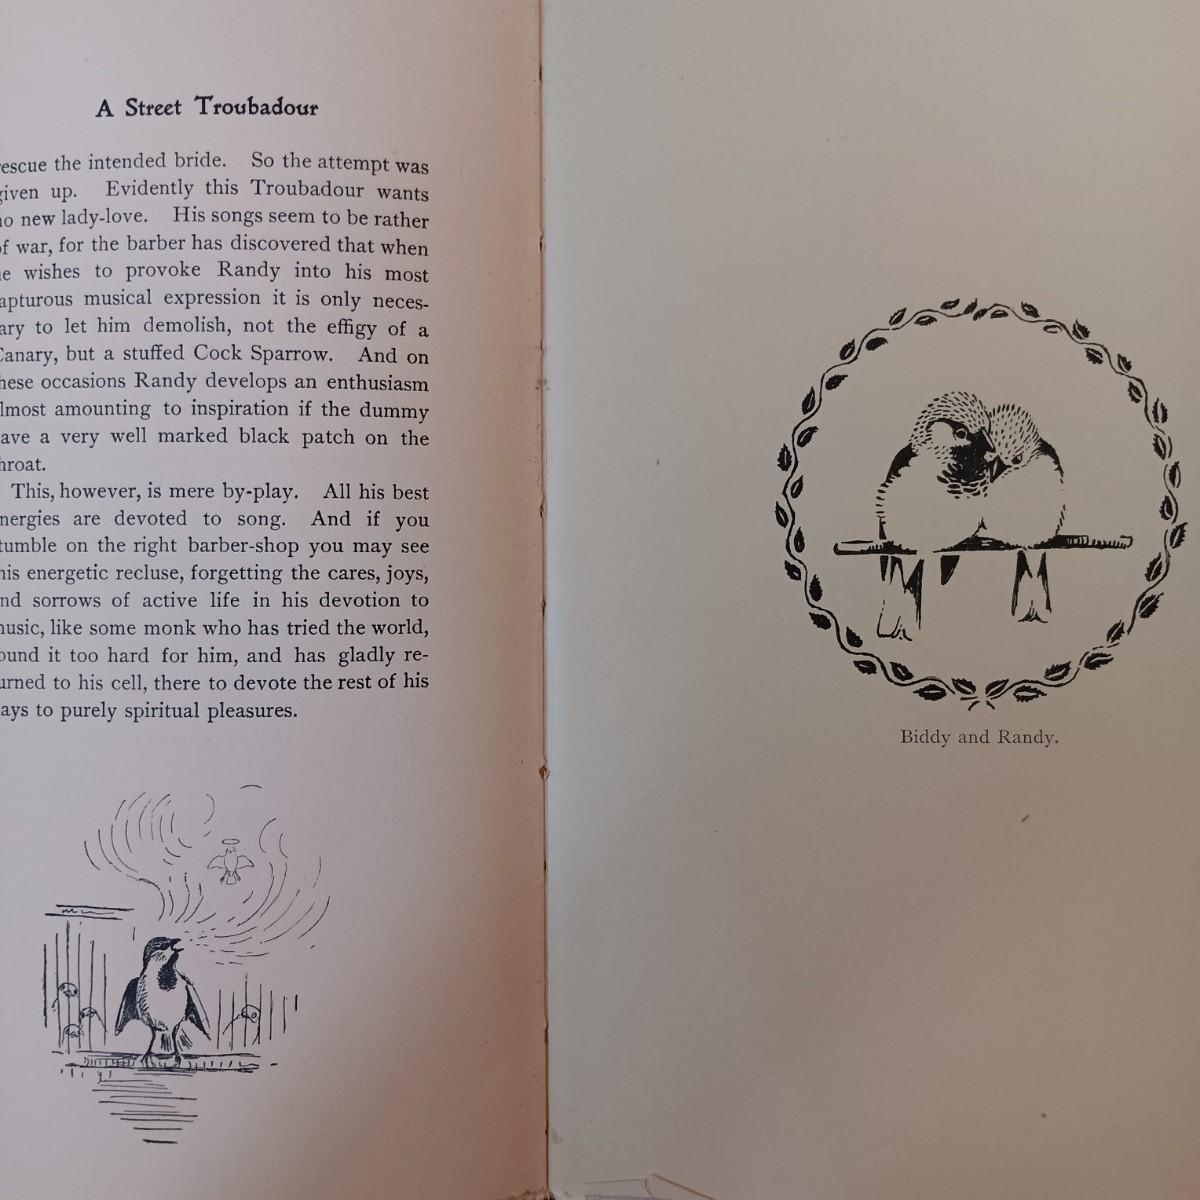 A Street Troubadour
escue the intended bride. So the attempt was
given up. Evidently this Troubadour wants
no new lady-love. His songs seem to be rather
of war, for the barber has discovered that when
he wishes to provoke Randy into his most
apturous musical expression it is only neces-
ary to let him demolish, not the effigy of a
Canary, but a stuffed Cock Sparrow. And on
hese occasions Randy develops an enthusiasm
lmost amounting to inspiration if the dummy
ave a very well marked black patch on the
hroat.
This, however, is mere by-play. All his best
nergies are devoted to song. And if you
tumble on the right barber-shop you may see
his energetic recluse, forgetting the cares, joys,
nd sorrows of active life in his devotion to
music, like some monk who has tried the world,
ound it too hard for him, and has gladly re-
urned to his cell, there to devote the rest of his
ays to purely spiritual pleasures.
Biddy and Randy.